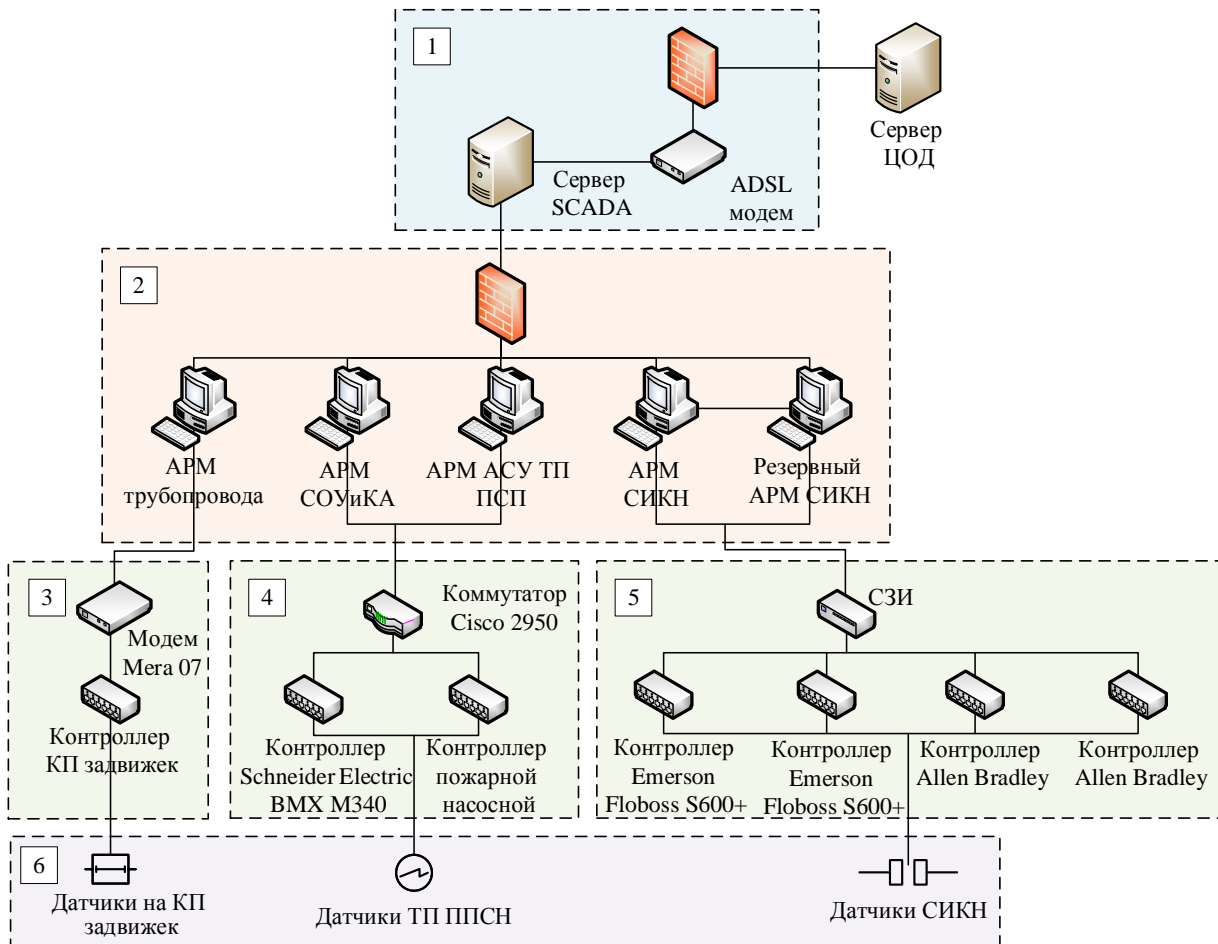 1
Сервер
ЦОД
Сервер
SCADA
ADSL
модем
2
АРМ
трубопровода
АРМ
СОУиКА
АРМ АСУ ТП
ПСП
АРМ
СИКН
Резервный
АРМ СИКН
3
Модем
Mera 07
Контроллер
КП задвижек
4
Коммутатор
Cisco 2950
Контроллер
Schneider Electric
BMX M340
Контроллер
пожарной
насосной
5
СЗИ
Контроллер
Emerson
Floboss S600+
Контроллер
Emerson
Floboss S600+
Контроллер
Allen Bradley
Контроллер
Allen Bradley
6
Датчики на КП
задвижек
Датчики ТП ППСН
Датчики СИКН